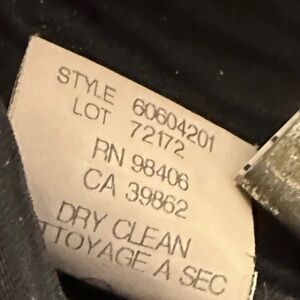 STYLE 60604201
LOT 72172
RN 98406
CA 39862
DRY CLEAN
TTOYAGE A SEC